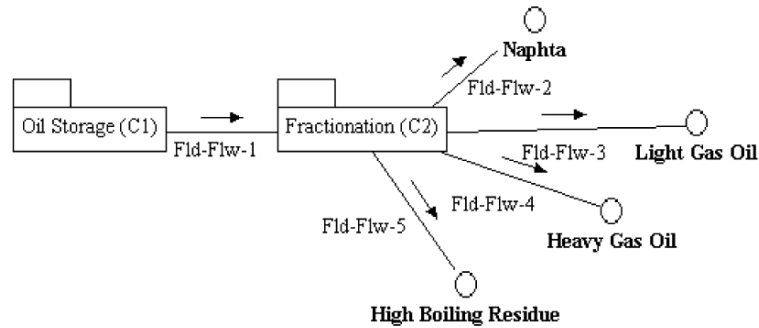 Naphta
Fld-Flw-2
Oil Storage (C1)
Fractionation (C2)
Fld-Flw-1
Fld-Flw-3
Light Gas Oil
Fld-Flw-4
Fld-Flw-5
Heavy Gas Oil
High Boiling Residue